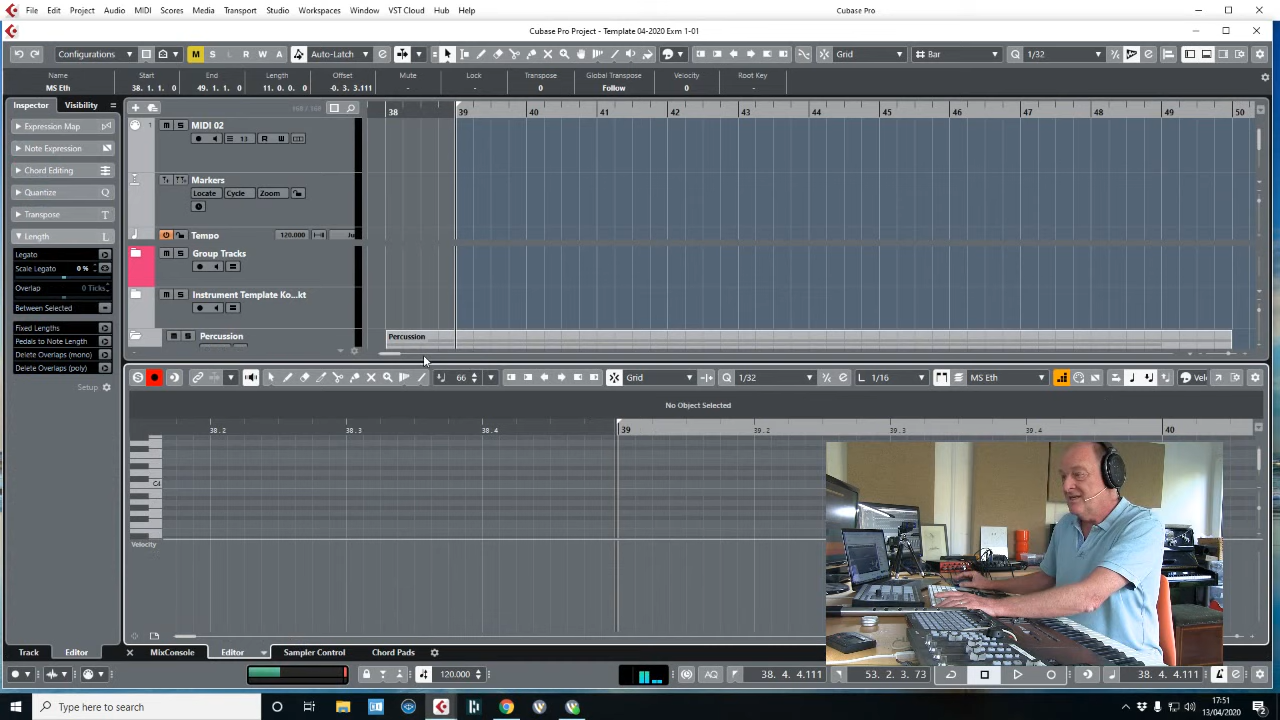 File Edit Project Audio MIDI Scores Media Transport Studio Workspaces Window VST Cloud Hub Help Cubase Pro
Cubase Pro Project - Template 04-2020 Exm 1-01
Configurations M S L R W A Auto-Latch Grid Bar Q 1/32
Name Start End Length Offset Mute Lock Transpose Global Transpose Velocity Root Key
MS Eth 38. 1. 1. 0 49. 1. 1. 0 11. 0. 0. 0 -0. 3. 3.111 - - 0 Follow 0 -
Inspector Visibility 168 / 168 38 39 40 41 42 43 44 45 46 47 48 49 50
Expression Map
Note Expression
Chord Editing
Quantize Q
Transpose T
Length L
Legato
Scale Legato 0 %
Overlap 0 Ticks
Between Selected
Fixed Lengths
Pedals to Note Length
Delete Overlaps (mono)
Delete Overlaps (poly)
Setup
1 M S MIDI 02
13 R W
Markers
Locate Cycle Zoom
Tempo 120.000 Ju
M S Group Tracks
M S Instrument Template Ko...kt
M S Percussion Percussion
S 66 Grid 1/32 L 1/16 MS Eth Vel
No Object Selected
38.2 38.3 38.4 39 39.2 39.3 39.4 40
C4
Velocity
Track Editor MixConsole Editor Sampler Control Chord Pads
120.000 AQ 38. 4. 4.111 53. 2. 3. 73 38. 4. 4.111
Type here to search
17:51
13/04/2020
2